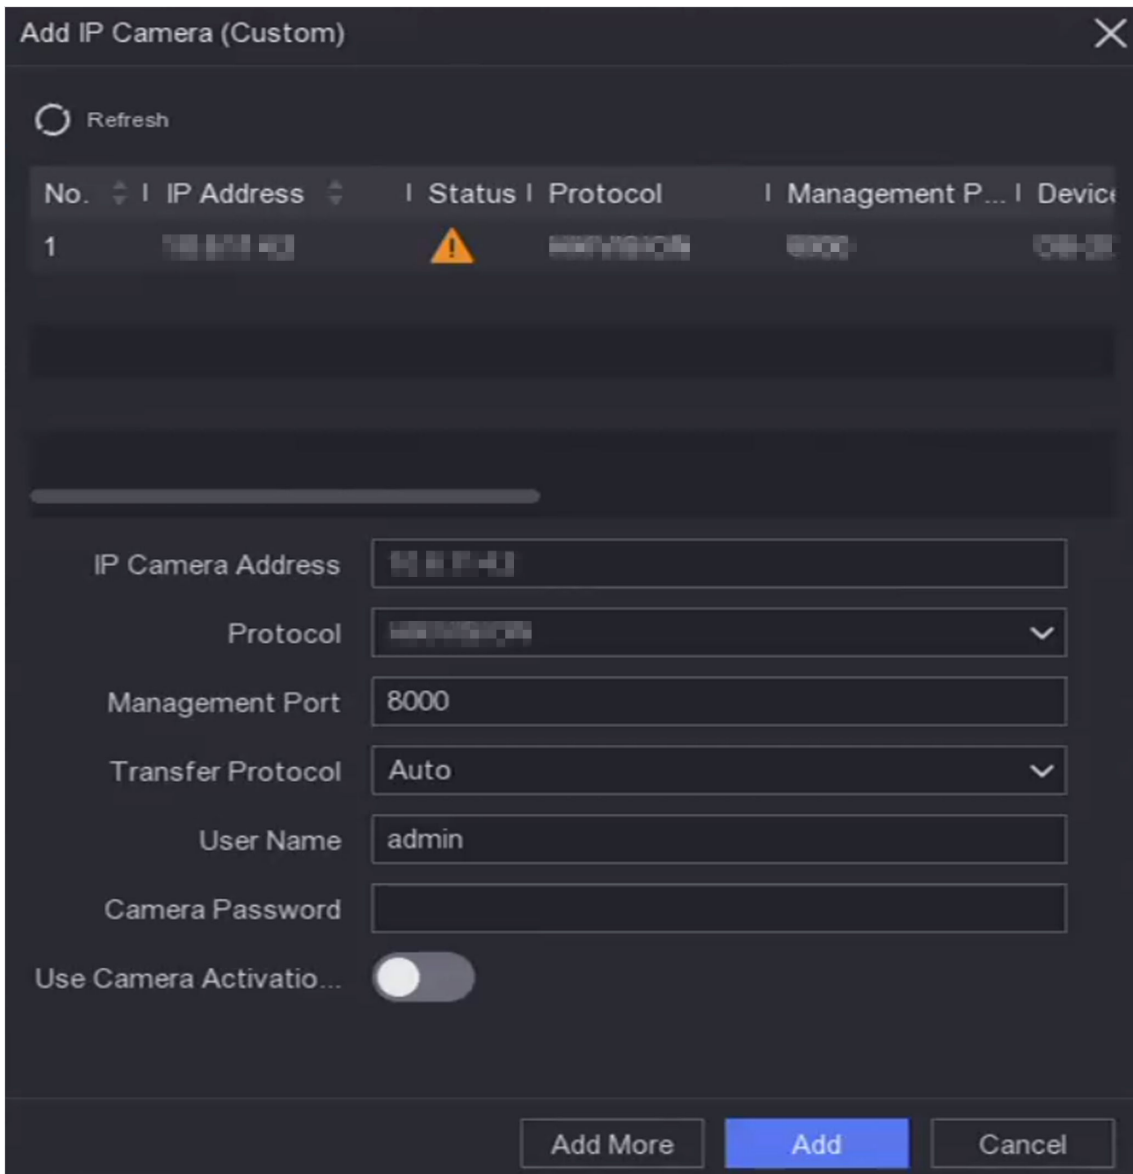 Add IP Camera (Custom)
Refresh
No. IP Address Status Protocol Management P... Device
1
IP Camera Address
Protocol
Management Port 8000
Transfer Protocol Auto
User Name admin
Camera Password
Use Camera Activatio...
Add More Add Cancel